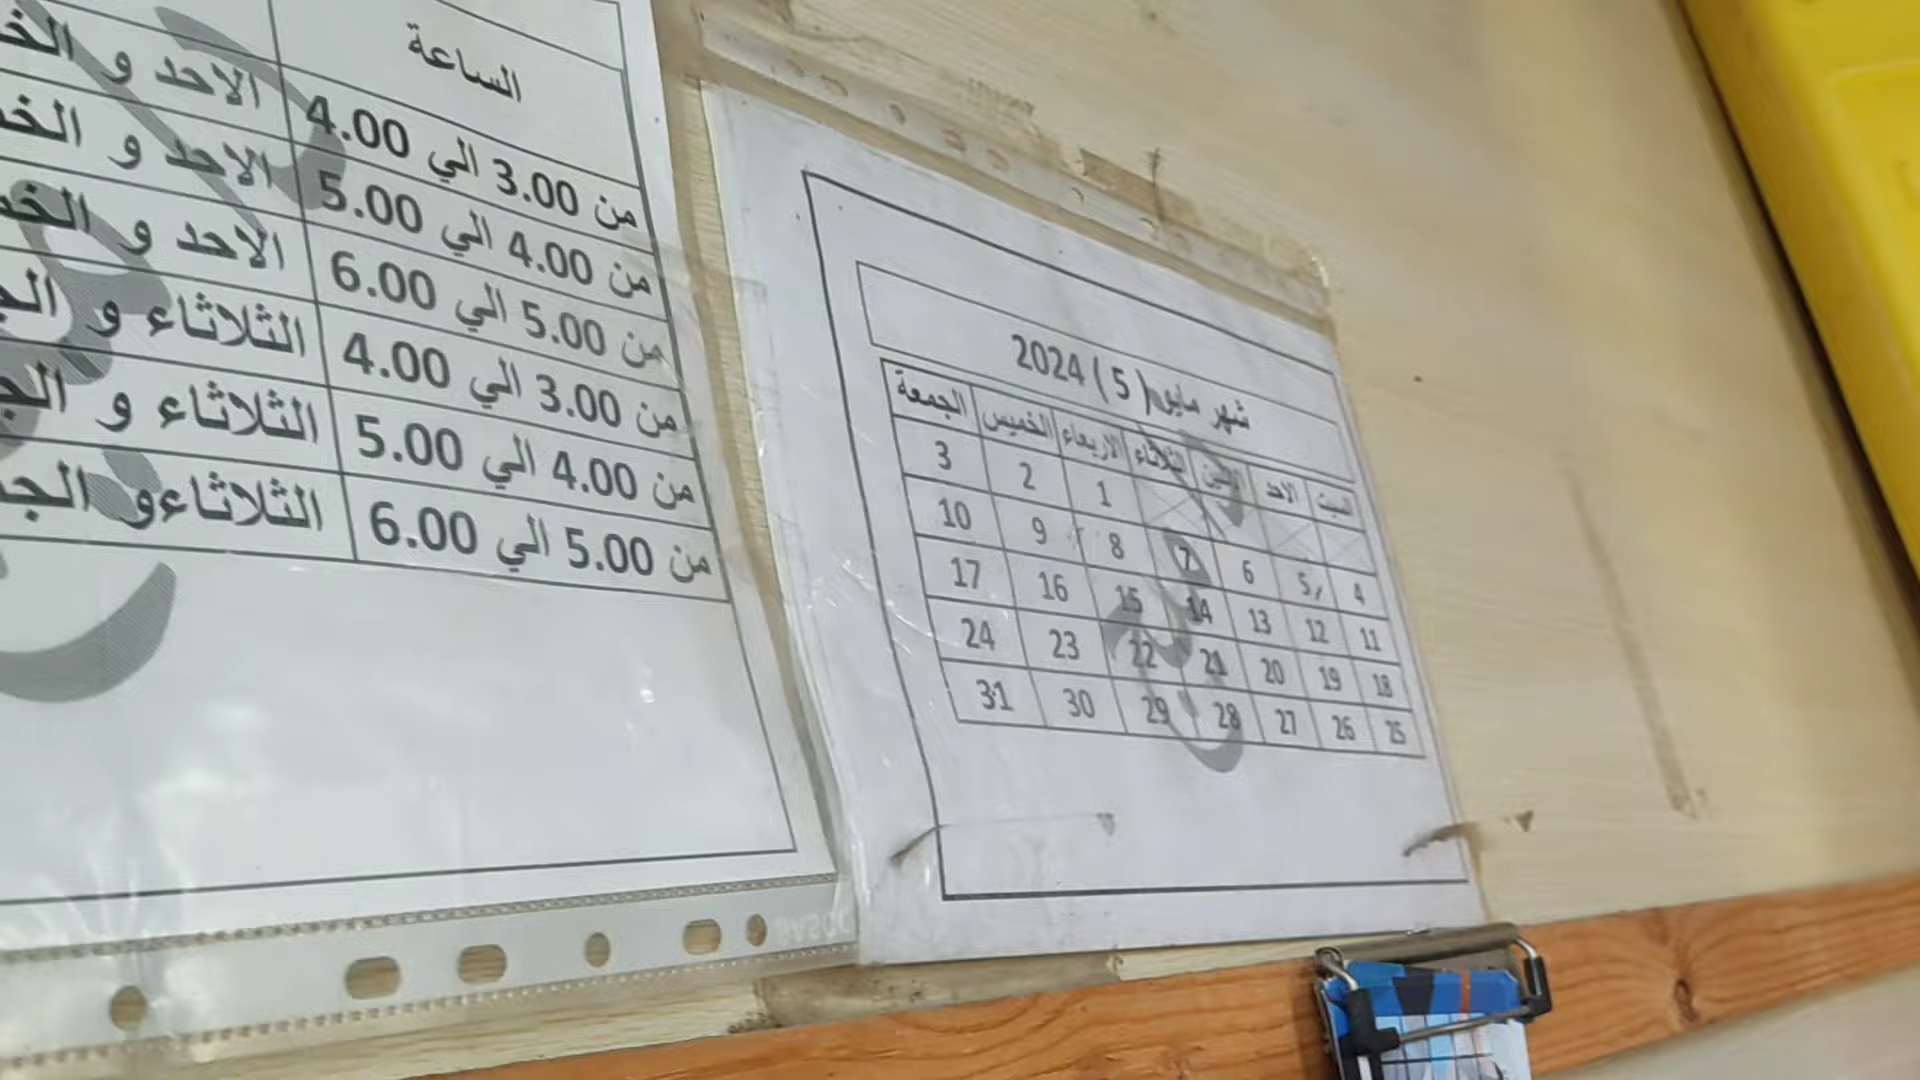 الساعة
من 3.00 الي 4.00 الاحد و
من 4.00 الي 5.00 الاحد و
من 5.00 الي 6.00 الاحد و
من 3.00 الي 4.00 الثلاثاء و
من 4.00 الي 5.00 الثلاثاء و
من 5.00 الي 6.00 الثلاثاءو
شهر مايو( 5 ) 2024
السبت الاحد الاثنين الثلاثاء الاربعاء الخميس الجمعة
1 2 3
4 5 6 7 8 9 10
11 12 13 14 15 16 17
18 19 20 21 22 23 24
25 26 27 28 29 30 31